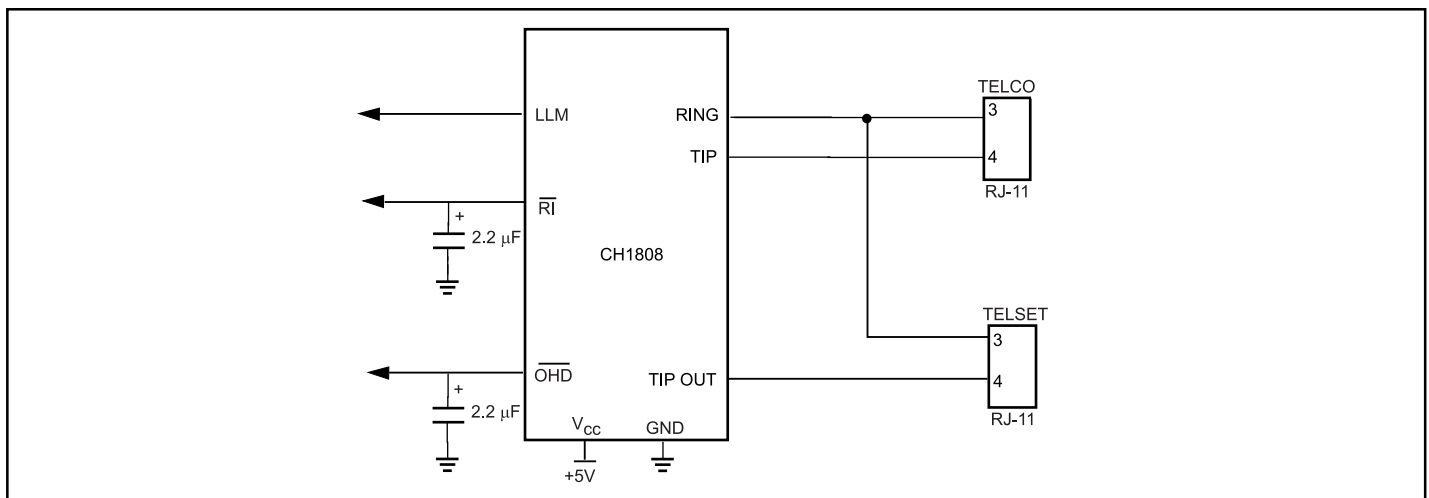 LLM
RI
+
2.2 μF
OHD
+
2.2 μF
CH1808
VCC
+5V
GND
RING
TIP
TIP OUT
TELCO
3
4
RJ-11
TELSET
3
4
RJ-11